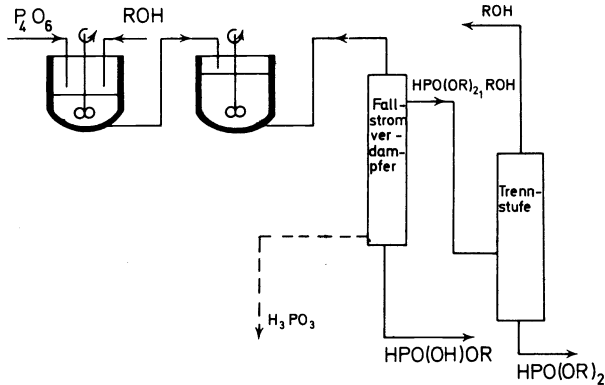 P₄O₆
ROH
ROH
HPO(OR)₂, ROH
Fall-
strom
ver-
dam-
pfer
Trenn-
stufe
H₃PO₃
HPO(OH)OR
HPO(OR)₂